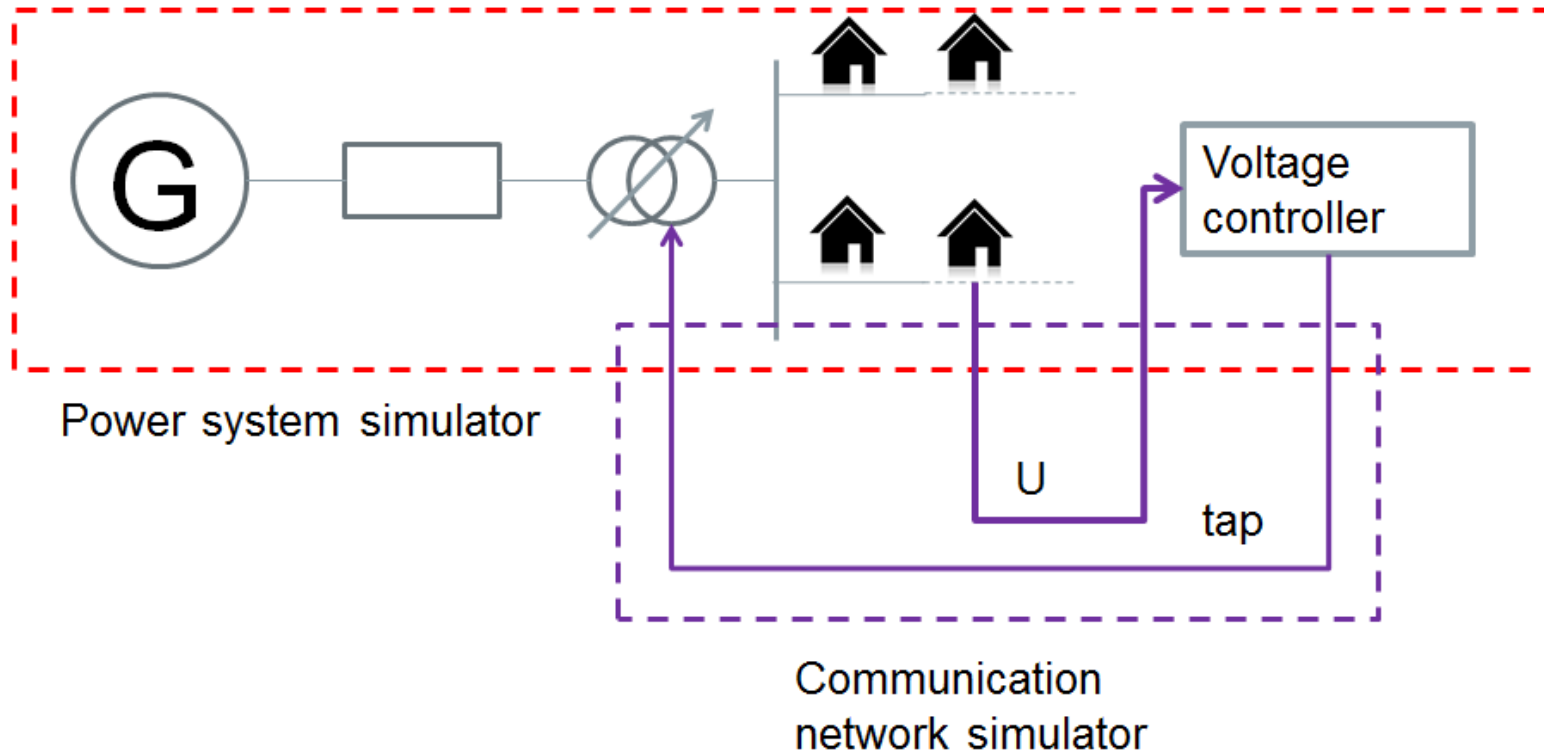 G
Voltage
controller
Power system simulator
U
tap
Communication
network simulator